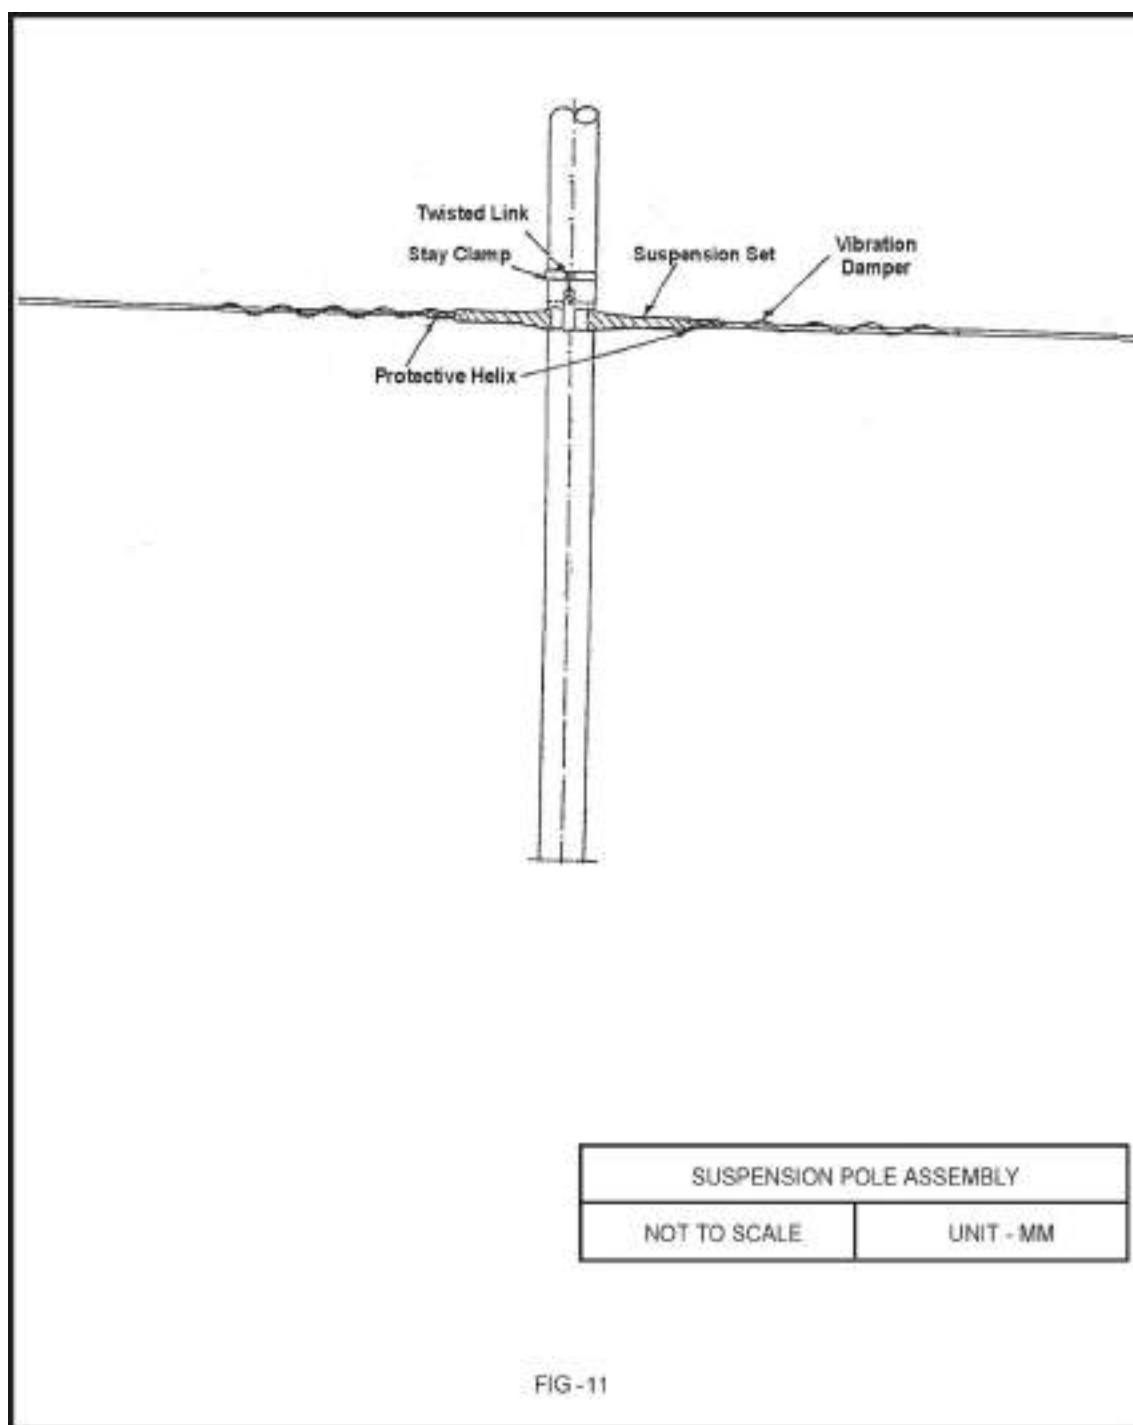 Twisted Link
Stay Clamp
Suspension Set
Vibration
Damper
Protective Helix
SUSPENSION POLE ASSEMBLY
NOT TO SCALE
UNIT - MM
FIG - 11